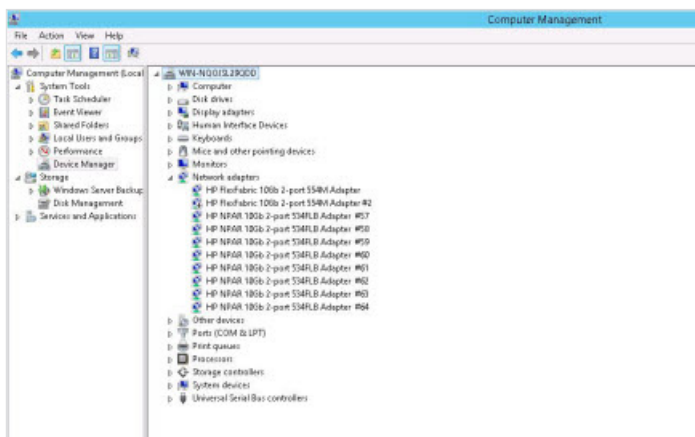 Computer Management
File Action View Help
Computer Management (Local
System Tools
Task Scheduler
Event Viewer
Shared Folders
Local Users and Groups
Performance
Device Manager
Storage
Windows Server Backup
Disk Management
Services and Applications
Computer
Disk drives
Display adapters
Human Interface Devices
Keyboards
Mice and other pointing devices
Monitors
Network adapters
HP FlexFabric 10Gb 2-port 554M Adapter
HP FlexFabric 10Gb 2-port 554M Adapter #2
HP NPAR 10Gb 2-port 534FLB Adapter #57
HP NPAR 10Gb 2-port 534FLB Adapter #58
HP NPAR 10Gb 2-port 534FLB Adapter #59
HP NPAR 10Gb 2-port 534FLB Adapter #60
HP NPAR 10Gb 2-port 534FLB Adapter #61
HP NPAR 10Gb 2-port 534FLB Adapter #62
HP NPAR 10Gb 2-port 534FLB Adapter #63
HP NPAR 10Gb 2-port 534FLB Adapter #64
Other devices
Ports (COM & LPT)
Print queues
Processors
Storage controllers
System devices
Universal Serial Bus controllers